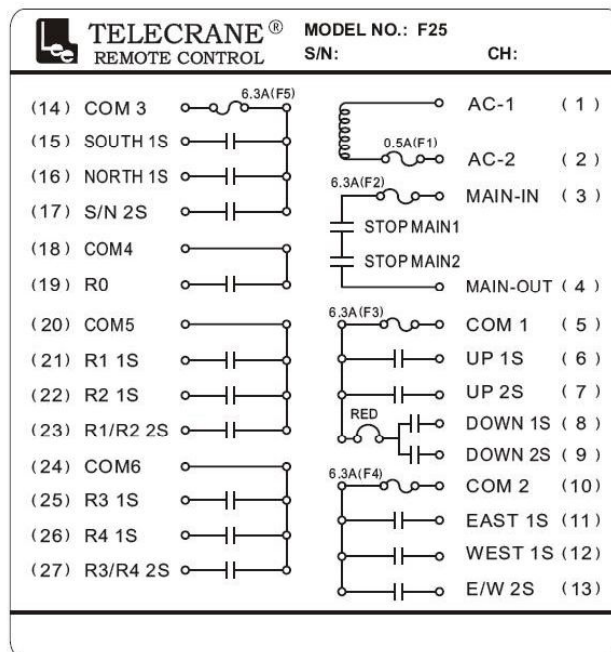 Lee TELECRANE® MODEL NO.: F25
REMOTE CONTROL S/N: CH:
(14) COM 3 6.3A(F5)
(15) SOUTH 1S
(16) NORTH 1S
(17) S/N 2S
(18) COM4
(19) R0
(20) COM5
(21) R1 1S
(22) R2 1S
(23) R1/R2 2S
(24) COM6
(25) R3 1S
(26) R4 1S
(27) R3/R4 2S
AC-1 (1)
0.5A(F1) AC-2 (2)
6.3A(F2) MAIN-IN (3)
STOP MAIN1
STOP MAIN2
MAIN-OUT (4)
6.3A(F3) COM 1 (5)
UP 1S (6)
UP 2S (7)
RED DOWN 1S (8)
DOWN 2S (9)
6.3A(F4) COM 2 (10)
EAST 1S (11)
WEST 1S (12)
E/W 2S (13)